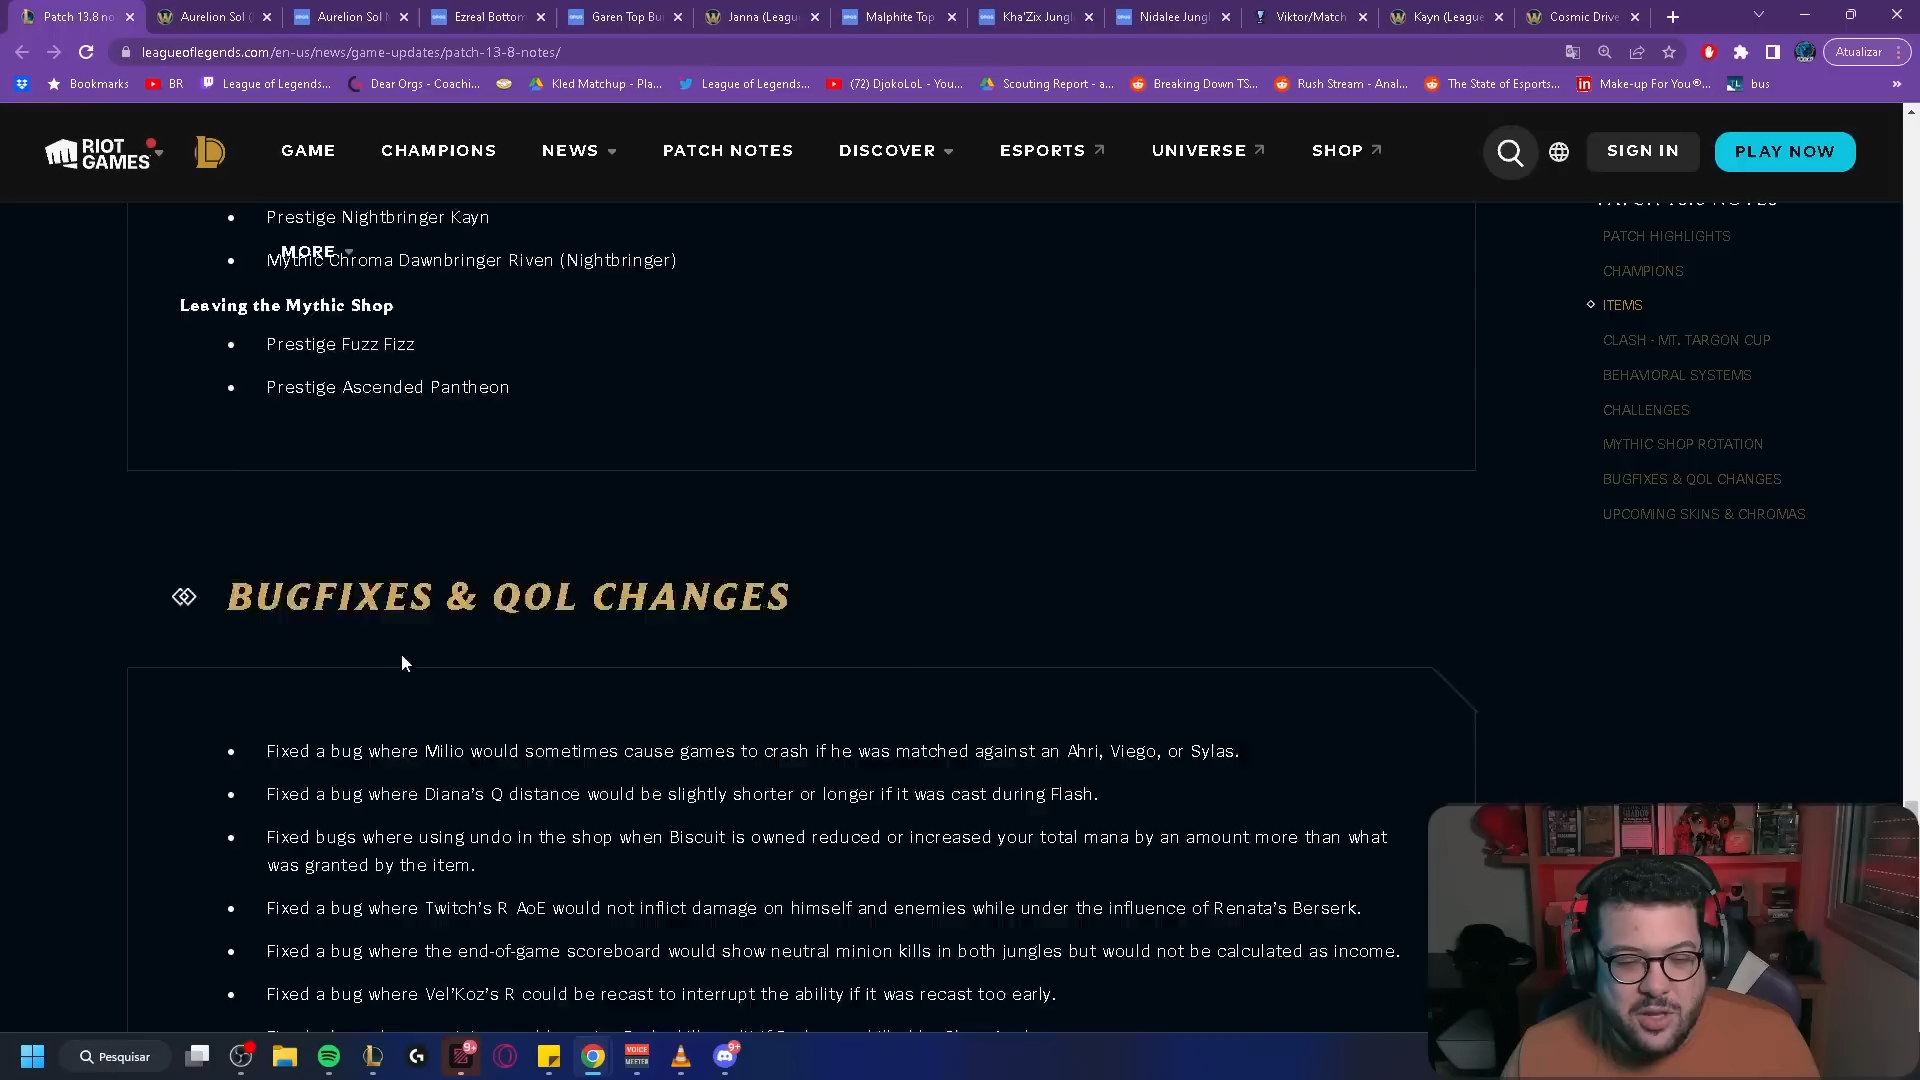 Patch 13.8 no
Aurelion Sol (
Aurelion Sol M
Ezreal Bottom
Garen Top Bui
Janna (Leagu
Malphite Top
Kha'Zix Jungl
Nidalee Jungl
Viktor/Match
Kayn (League
Cosmic Drive
leagueoflegends.com/en-us/news/game-updates/patch-13-8-notes/
Atualizar
Bookmarks
BR
League of Legends...
Dear Orgs - Coachi...
Kled Matchup - Pla...
League of Legends...
(72) DjokoLoL - You...
Scouting Report - a...
Breaking Down TS...
Rush Stream - Anal...
The State of Esports...
Make-up For You®...
bus
RIOT GAMES
GAME
CHAMPIONS
NEWS
PATCH NOTES
DISCOVER
ESPORTS
UNIVERSE
SHOP
SIGN IN
PLAY NOW
MORE
Prestige Nightbringer Kayn
Mythic Chroma Dawnbringer Riven (Nightbringer)
Leaving the Mythic Shop
Prestige Fuzz Fizz
Prestige Ascended Pantheon
PATCH 13.8 NOTES
PATCH HIGHLIGHTS
CHAMPIONS
ITEMS
CLASH - MT. TARGON CUP
BEHAVIORAL SYSTEMS
CHALLENGES
MYTHIC SHOP ROTATION
BUGFIXES & QOL CHANGES
UPCOMING SKINS & CHROMAS
BUGFIXES & QOL CHANGES
Fixed a bug where Milio would sometimes cause games to crash if he was matched against an Ahri, Viego, or Sylas.
Fixed a bug where Diana's Q distance would be slightly shorter or longer if it was cast during Flash.
Fixed bugs where using undo in the shop when Biscuit is owned reduced or increased your total mana by an amount more than what
was granted by the item.
Fixed a bug where Twitch's R AoE would not inflict damage on himself and enemies while under the influence of Renata's Berserk.
Fixed a bug where the end-of-game scoreboard would show neutral minion kills in both jungles but would not be calculated as income.
Fixed a bug where Vel'Koz's R could be recast to interrupt the ability if it was recast too early.
Pesquisar
9+
VOICE
MEETER
9+